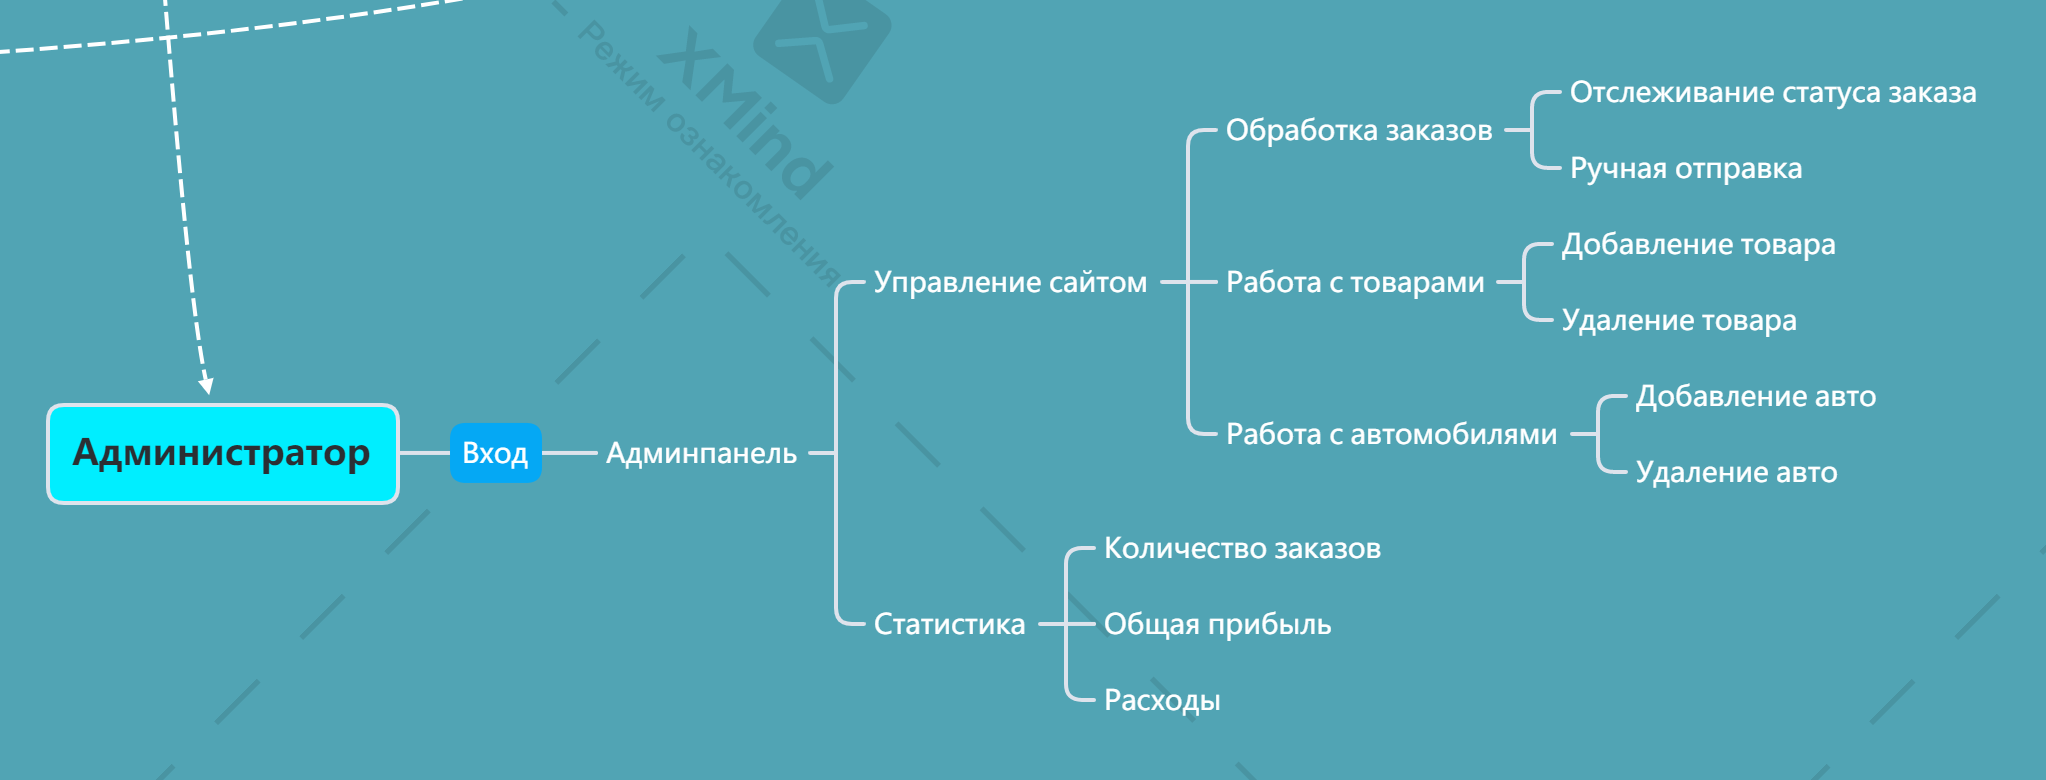 Режим ознакомления
XMind
Отслеживание статуса заказа
Обработка заказов
Ручная отправка
Добавление товара
Управление сайтом
Работа с товарами
Удаление товара
Добавление авто
Работа с автомобилями
Удаление авто
Администратор
Вход
Админпанель
Количество заказов
Статистика
Общая прибыль
Расходы